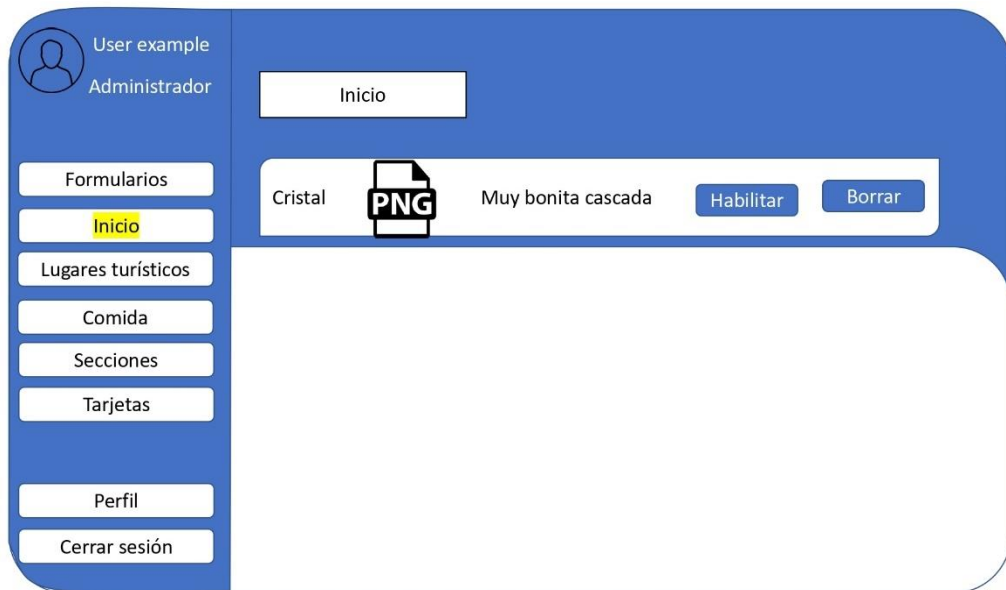 User example
Administrador
Formularios
Inicio
Lugares turísticos
Comida
Secciones
Tarjetas
Perfil
Cerrar sesión
Inicio
Cristal
PNG
Muy bonita cascada
Habilitar
Borrar